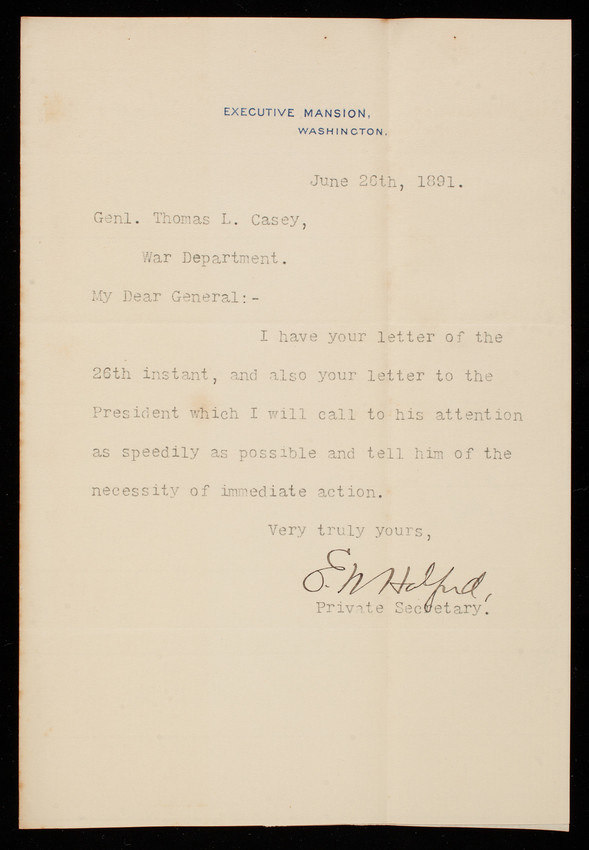 EXECUTIVE MANSION,
WASHINGTON.
June 26th, 1891.
Genl. Thomas L. Casey,
War Department.
My Dear General:-
I have your letter of the
26th instant, and also your letter to the
President which I will call to his attention
as speedily as possible and tell him of the
necessity of immediate action.
Very truly yours,
E. W. Halford,
Private Secretary.